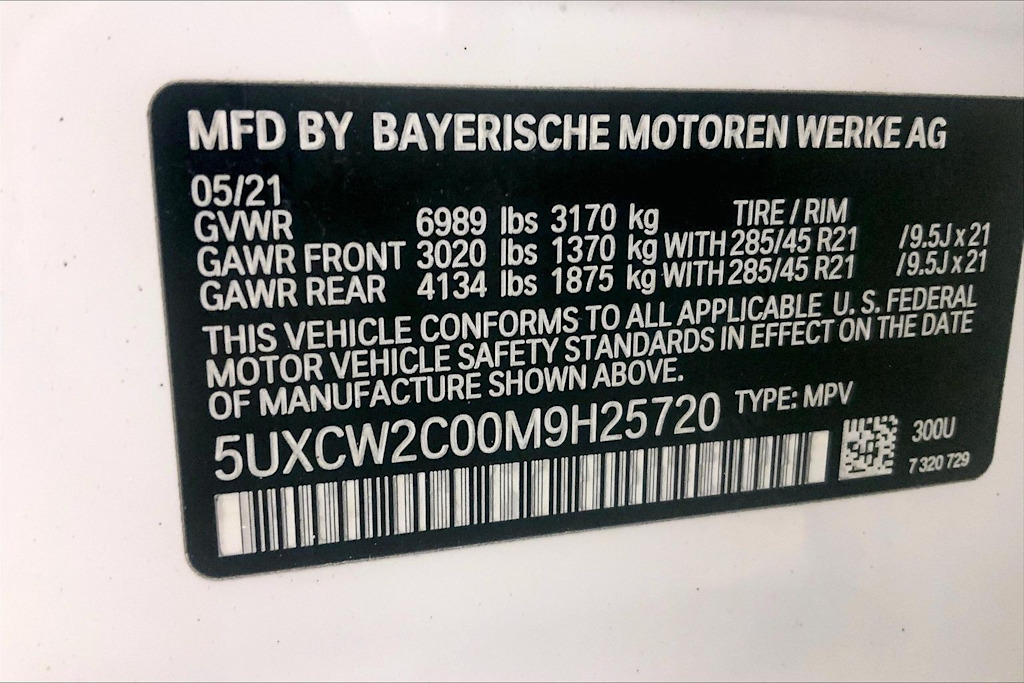 MFD BY BAYERISCHE MOTOREN WERKE AG
05/21
GVWR 6989 lbs 3170 kg TIRE / RIM
GAWR FRONT 3020 lbs 1370 kg WITH 285/45 R21 /9.5J x 21
GAWR REAR 4134 lbs 1875 kg WITH 285/45 R21 /9.5J x 21
THIS VEHICLE CONFORMS TO ALL APPLICABLE U. S. FEDERAL
MOTOR VEHICLE SAFETY STANDARDS IN EFFECT ON THE DATE
OF MANUFACTURE SHOWN ABOVE.
5UXCW2C00M9H25720 TYPE: MPV
300U
7 320 729